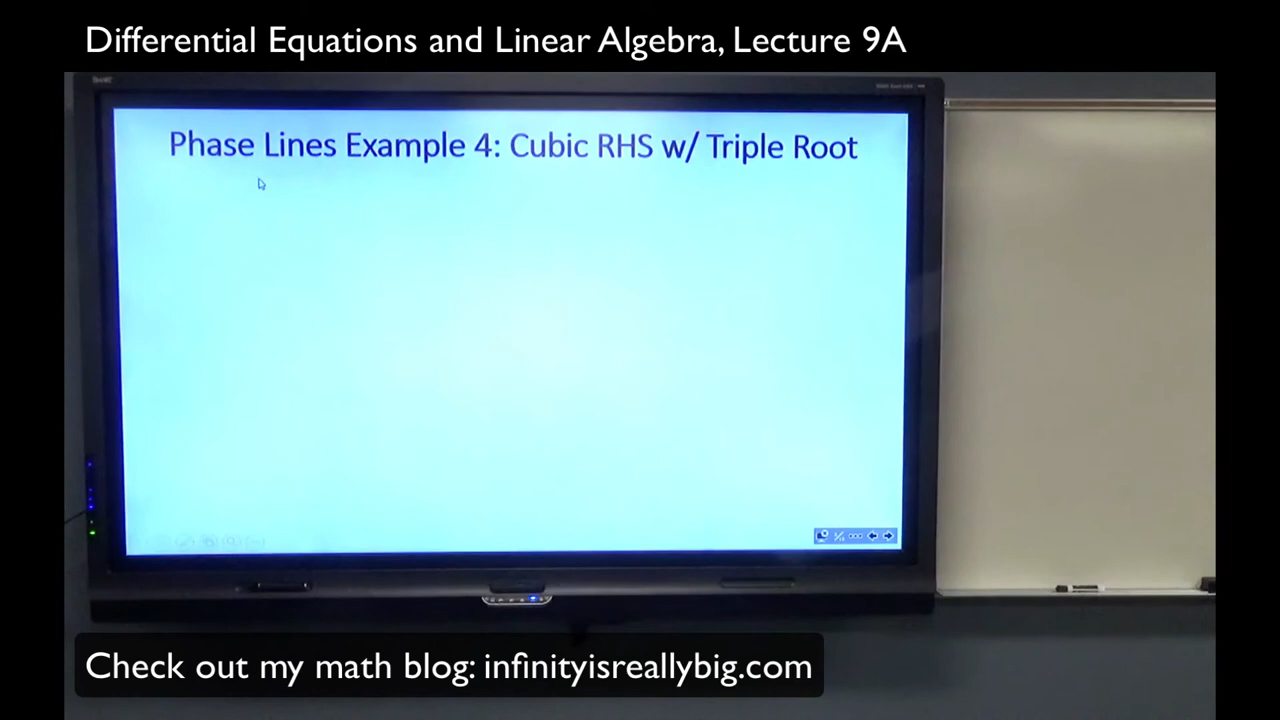 Differential Equations and Linear Algebra, Lecture 9A
Phase Lines Example 4: Cubic RHS w/ Triple Root
Check out my math blog: infinityisreallybig.com